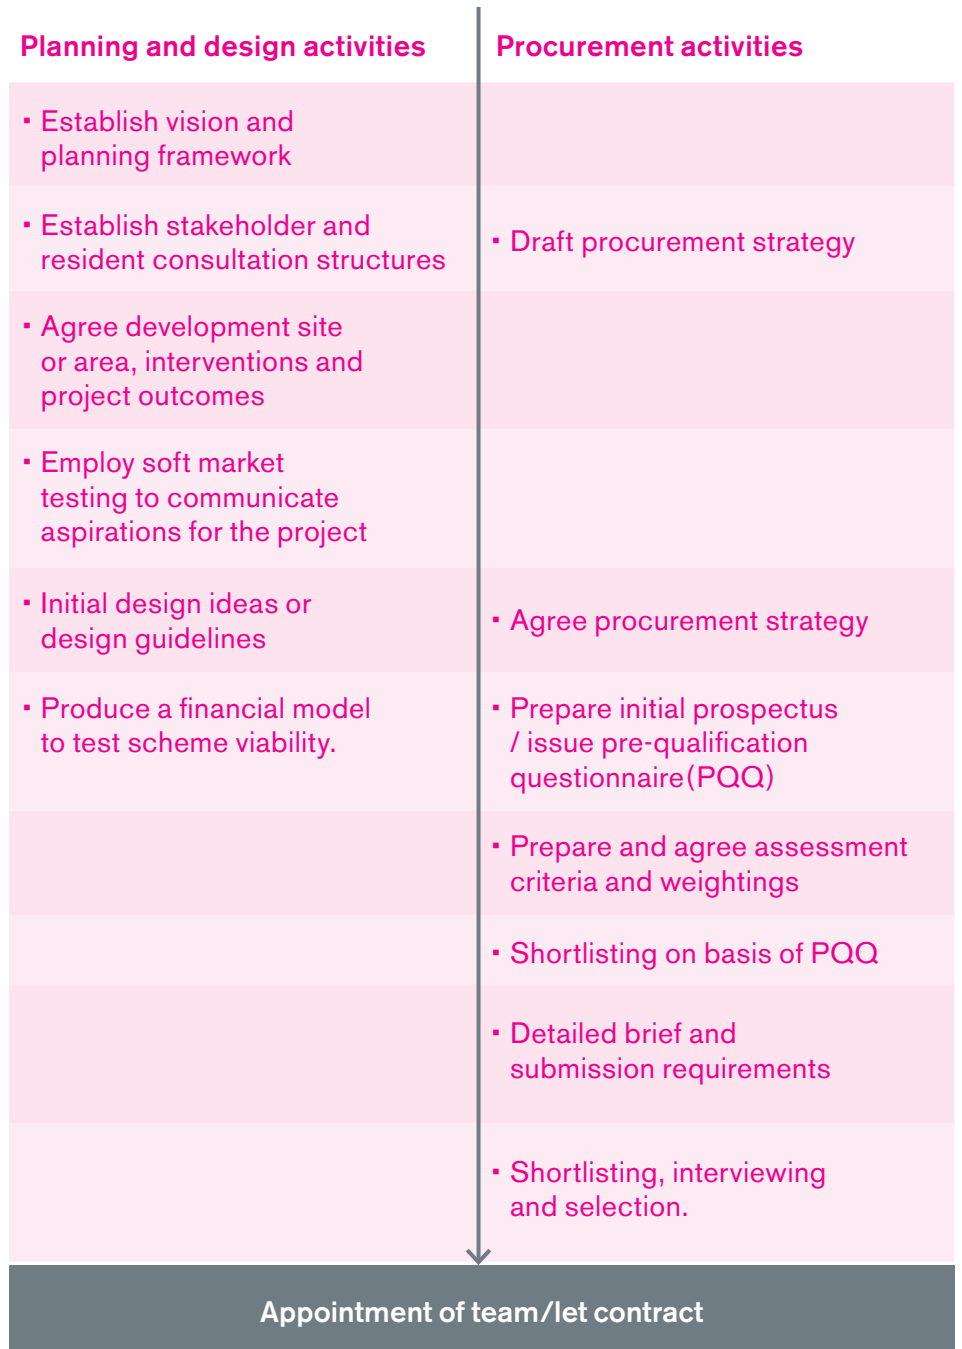 Planning and design activities
Procurement activities
▪ Establish vision and
planning framework
▪ Establish stakeholder and
resident consultation structures
▪ Draft procurement strategy
▪ Agree development site
or area, interventions and
project outcomes
▪ Employ soft market
testing to communicate
aspirations for the project
▪ Initial design ideas or
design guidelines
▪ Agree procurement strategy
▪ Produce a financial model
to test scheme viability.
▪ Prepare initial prospectus
/ issue pre-qualification
questionnaire(PQQ)
▪ Prepare and agree assessment
criteria and weightings
▪ Shortlisting on basis of PQQ
▪ Detailed brief and
submission requirements
▪ Shortlisting, interviewing
and selection.
Appointment of team/let contract